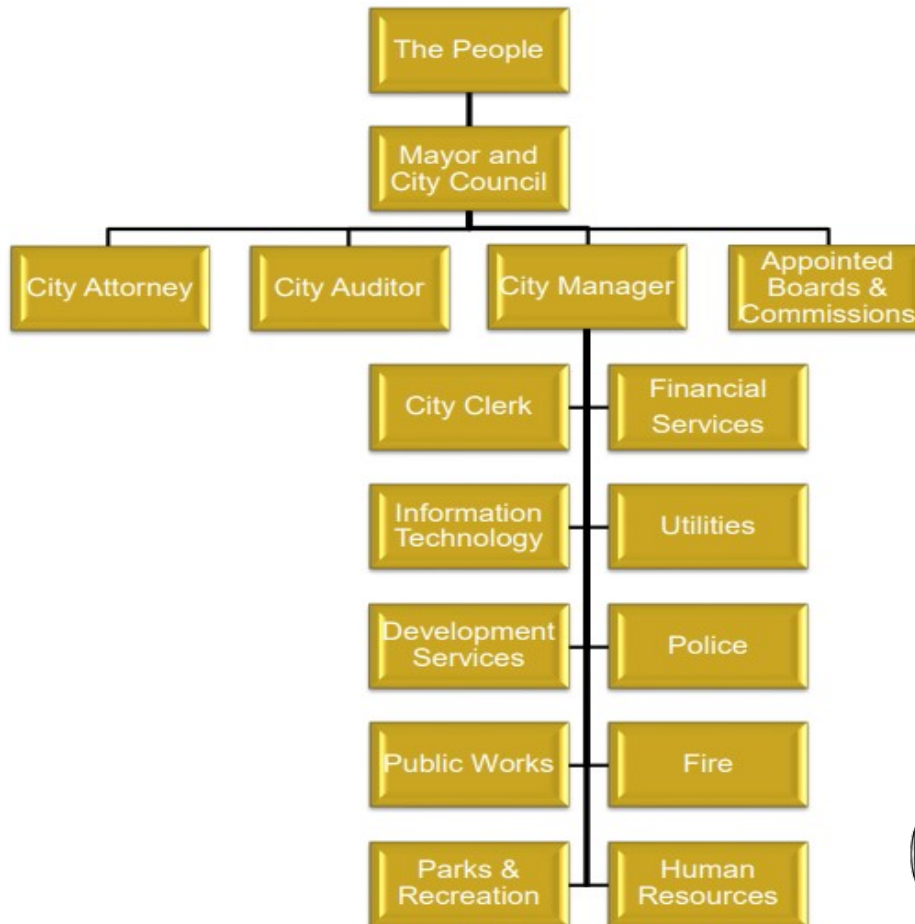 The People
Mayor and
City Council
City Attorney
City Auditor
City Manager
Appointed
Boards &
Commissions
City Clerk
Financial
Services
Information
Technology
Utilities
Development
Services
Police
Public Works
Fire
Parks &
Recreation
Human
Resources